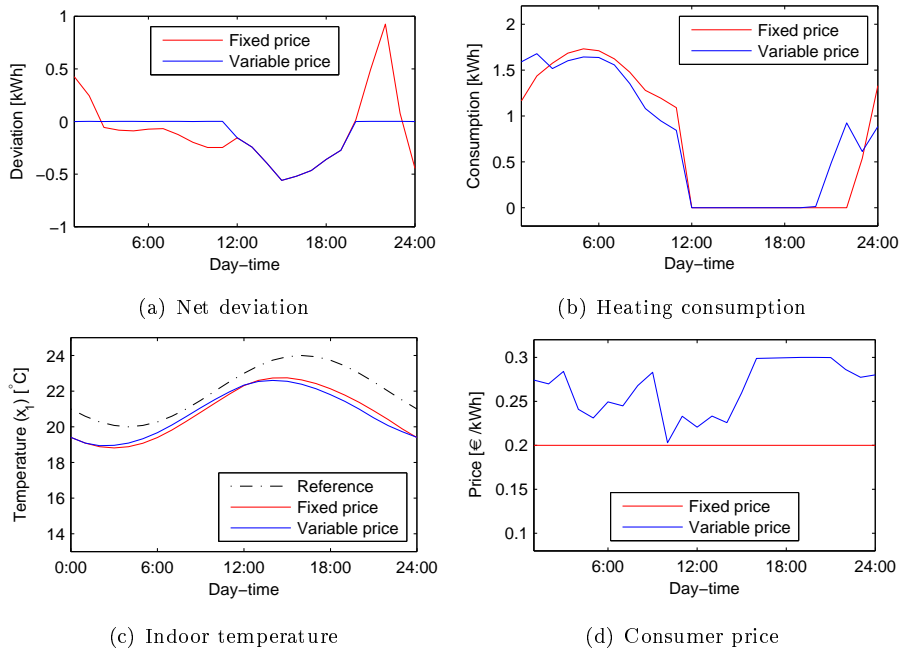 1
0.5
0
−0.5
−1
Deviation [kWh]
Fixed price
Variable price
6:00 12:00 18:00 24:00
Day−time
(a) Net deviation
2
1.5
1
0.5
0
Consumption [kWh]
Fixed price
Variable price
6:00 12:00 18:00 24:00
Day−time
(b) Heating consumption
24
22
20
18
16
14
Temperature (x1) [°C]
Reference
Fixed price
Variable price
0:00 6:00 12:00 18:00 24:00
Day−time
(c) Indoor temperature
0.3
0.25
0.2
0.15
0.1
Price [€/kWh]
Fixed price
Variable price
6:00 12:00 18:00 24:00
Day−time
(d) Consumer price